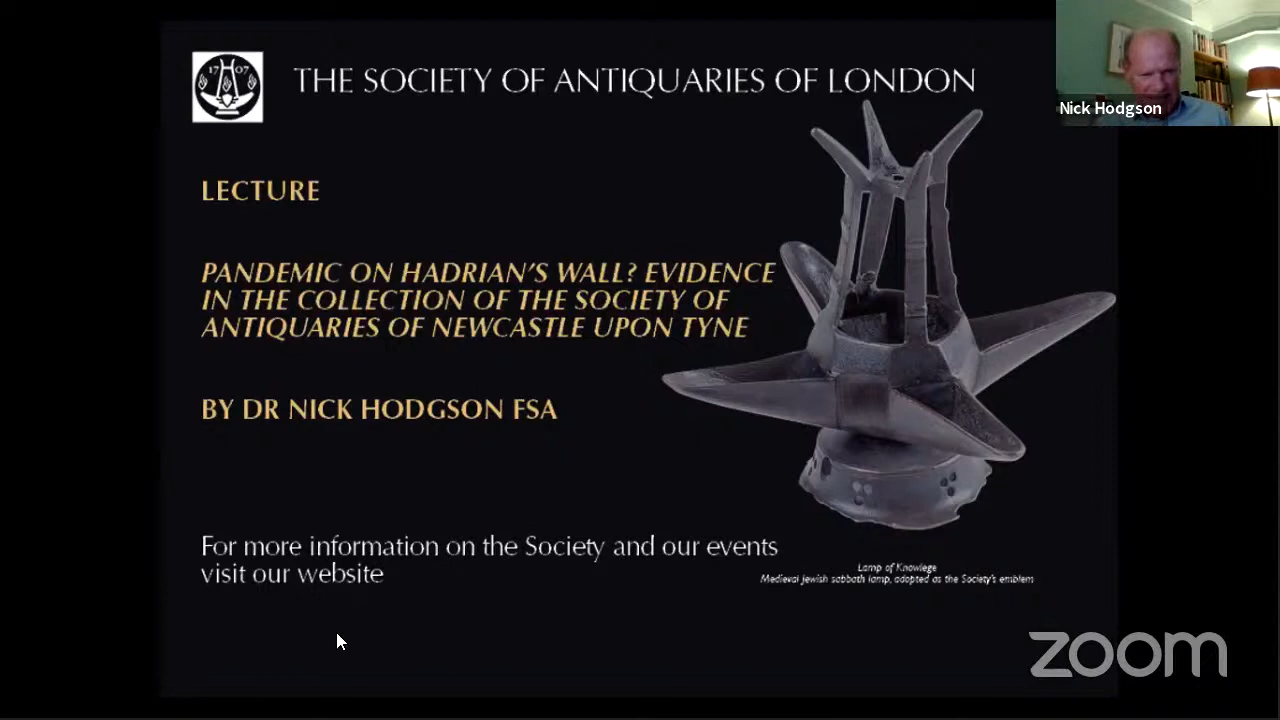 1707
THE SOCIETY OF ANTIQUARIES OF LONDON
Nick Hodgson
LECTURE
PANDEMIC ON HADRIAN'S WALL? EVIDENCE
IN THE COLLECTION OF THE SOCIETY OF
ANTIQUARIES OF NEWCASTLE UPON TYNE
BY DR NICK HODGSON FSA
For more information on the Society and our events
visit our website
Lamp of Knowlege
Medieval Jewish sabbath lamp, adopted as the Society's emblem
zoom